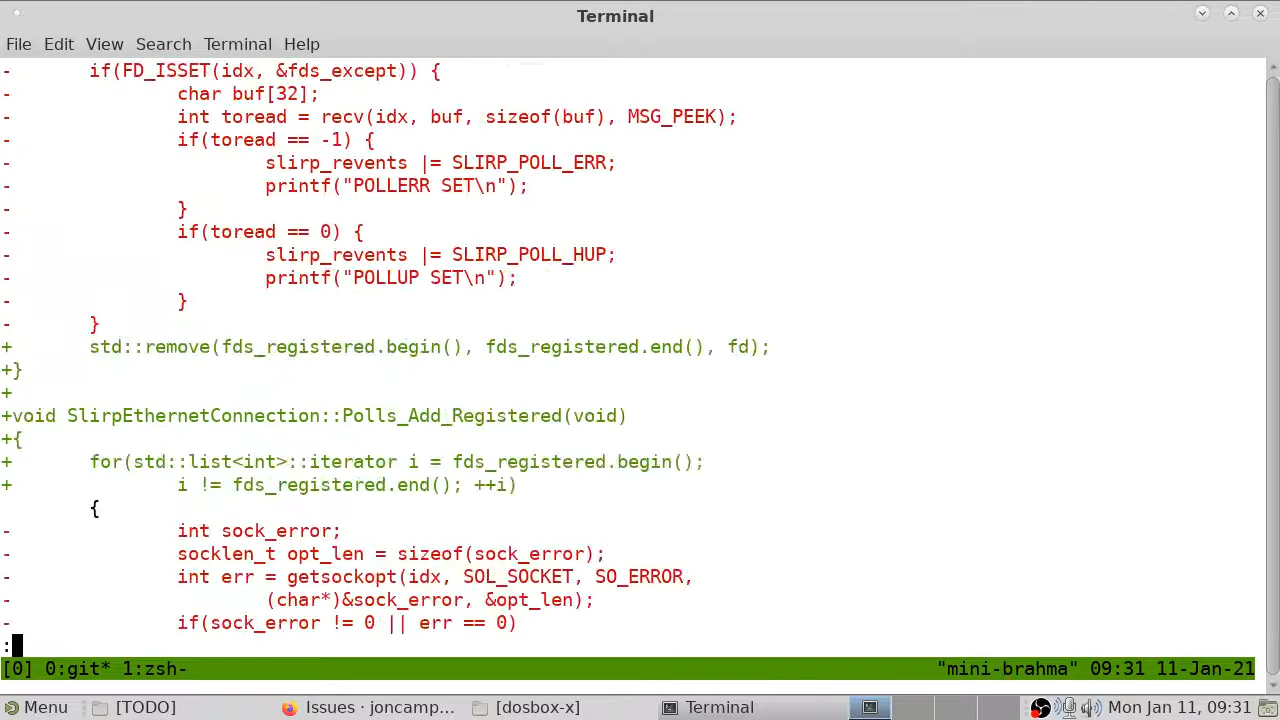 Terminal
File Edit View Search Terminal Help
-	if(FD_ISSET(idx, &fds_except)) {
-		char buf[32];
-		int toread = recv(idx, buf, sizeof(buf), MSG_PEEK);
-		if(toread == -1) {
-			slirp_revents |= SLIRP_POLL_ERR;
-			printf("POLLERR SET\n");
-		}
-		if(toread == 0) {
-			slirp_revents |= SLIRP_POLL_HUP;
-			printf("POLLUP SET\n");
-		}
-	}
+	std::remove(fds_registered.begin(), fds_registered.end(), fd);
+}
+
+void SlirpEthernetConnection::Polls_Add_Registered(void)
+{
+	for(std::list<int>::iterator i = fds_registered.begin();
+		i != fds_registered.end(); ++i)
	{
-		int sock_error;
-		socklen_t opt_len = sizeof(sock_error);
-		int err = getsockopt(idx, SOL_SOCKET, SO_ERROR,
-			(char*)&sock_error, &opt_len);
-		if(sock_error != 0 || err == 0)
:
[0] 0:git* 1:zsh- "mini-brahma" 09:31 11-Jan-21
Menu [TODO] Issues · joncamp... [dosbox-x] Terminal Mon Jan 11, 09:31